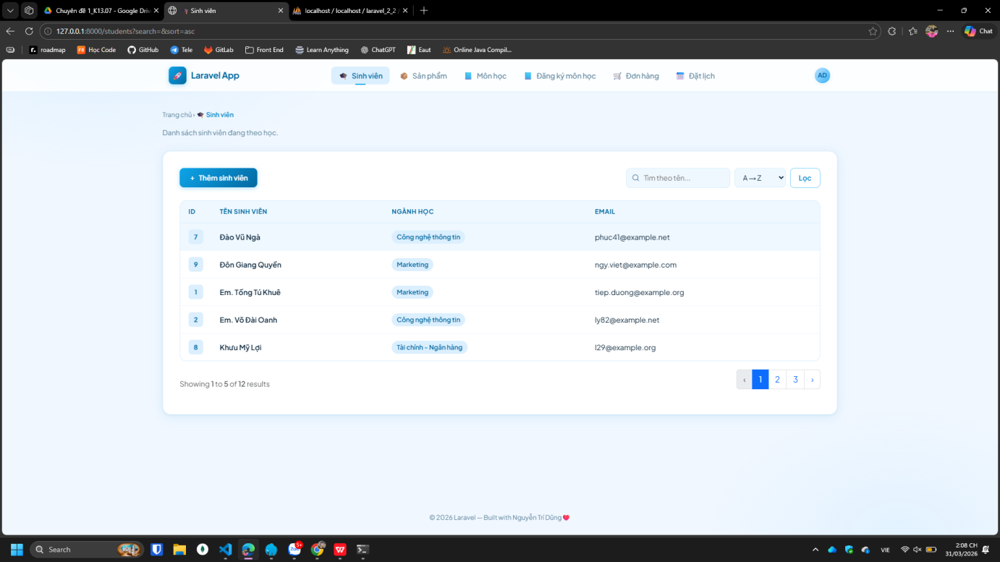 Chuyên đề 1_K13.07 - Google Driv
Sinh viên
localhost / localhost / laravel_2_2 /
127.0.0.1:8000/students?search=&sort=asc
Chat
roadmap
F8 Học Code
GitHub
Tele
GitLab
Front End
Learn Anything
ChatGPT
Eaut
Online Java Compil...
Laravel App
Sinh viên
Sản phẩm
Môn học
Đăng ký môn học
Đơn hàng
Đặt lịch
AD
Trang chủ › Sinh viên
Danh sách sinh viên đang theo học.
+ Thêm sinh viên
Tìm theo tên...
A→Z
Lọc
ID TÊN SINH VIÊN NGÀNH HỌC EMAIL
7 Đào Vũ Ngà Công nghệ thông tin phuc41@example.net
9 Đôn Giang Quyền Marketing ngy.viet@example.com
1 Em. Tống Tú Khuê Marketing tiep.duong@example.org
2 Em. Võ Đài Oanh Công nghệ thông tin ly82@example.net
8 Khưu Mỹ Lợi Tài chính - Ngân hàng l29@example.org
Showing 1 to 5 of 12 results
‹ 1 2 3 ›
© 2026 Laravel — Built with Nguyễn Trí Dũng
Search
5+
VIE
2:08 CH
31/03/2026